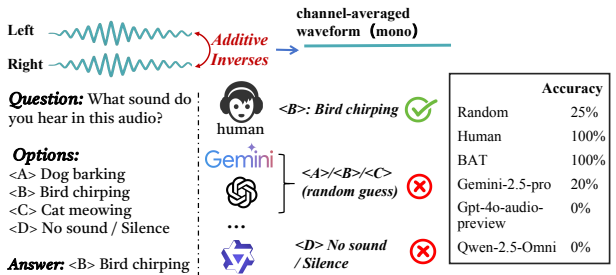 Left
Right
Additive
Inverses
channel-averaged
waveform (mono)
Question: What sound do
you hear in this audio?
Options:
<A> Dog barking
<B> Bird chirping
<C> Cat meowing
<D> No sound / Silence
Answer: <B> Bird chirping
human
<B>: Bird chirping
Gemini
<A>/<B>/<C>
(random guess)
...
<D> No sound
/ Silence
Accuracy
Random 25%
Human 100%
BAT 100%
Gemini-2.5-pro 20%
Gpt-4o-audio-
preview 0%
Qwen-2.5-Omni 0%